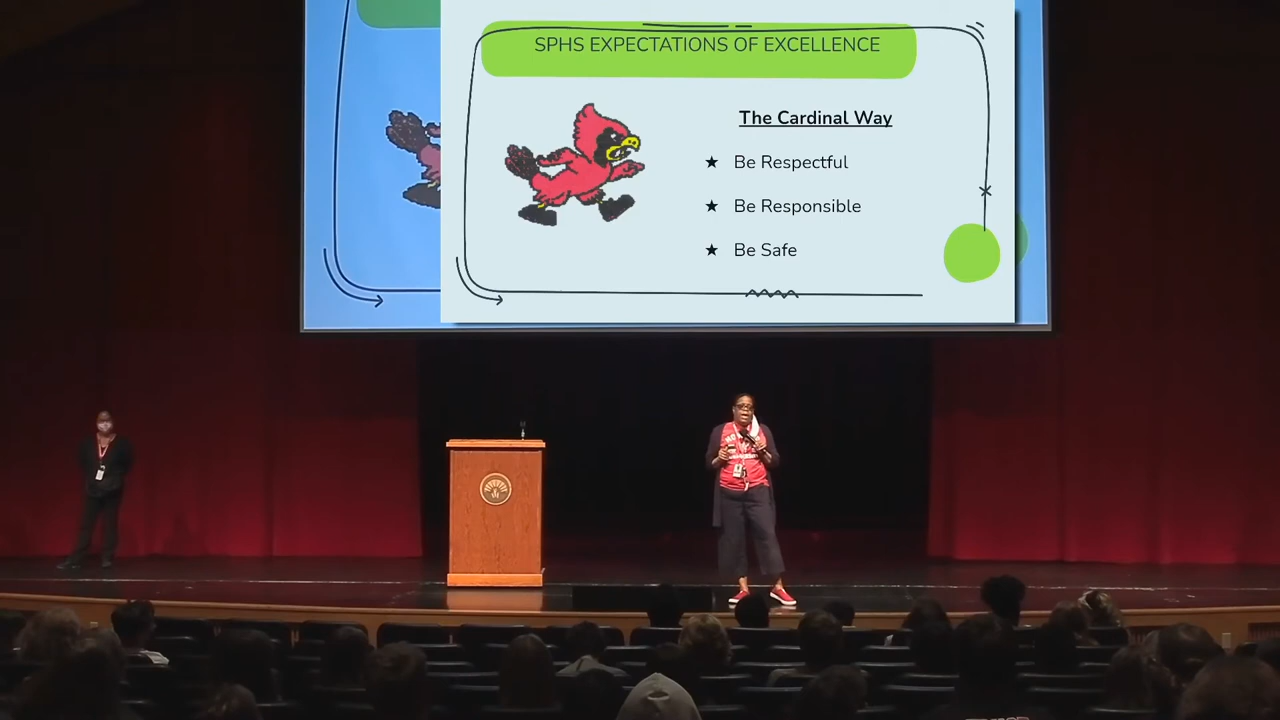 SPHS EXPECTATIONS OF EXCELLENCE
The Cardinal Way
Be Respectful
Be Responsible
Be Safe